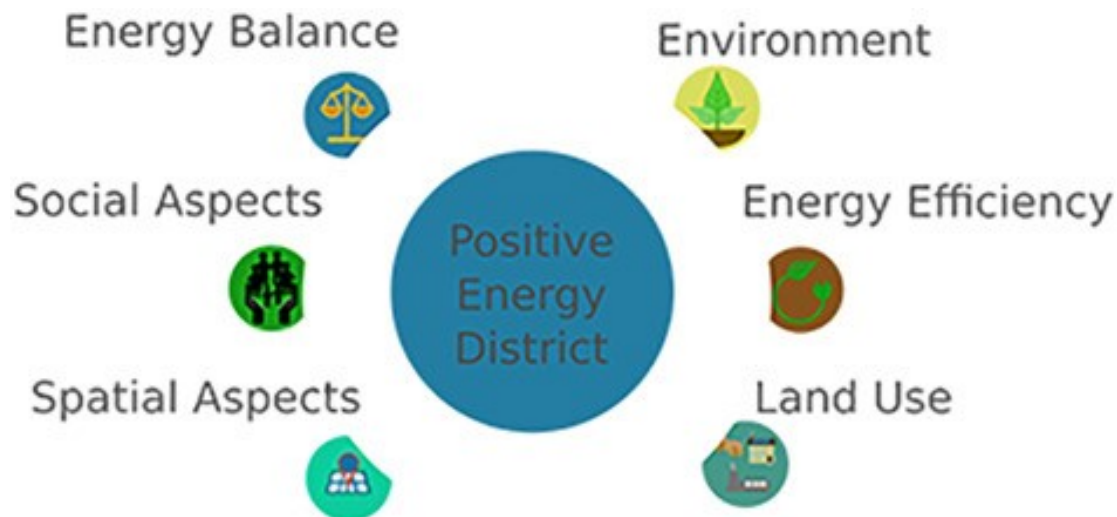 Energy Balance
Environment
Social Aspects
Energy Efficiency
Positive
Energy
District
Spatial Aspects
Land Use